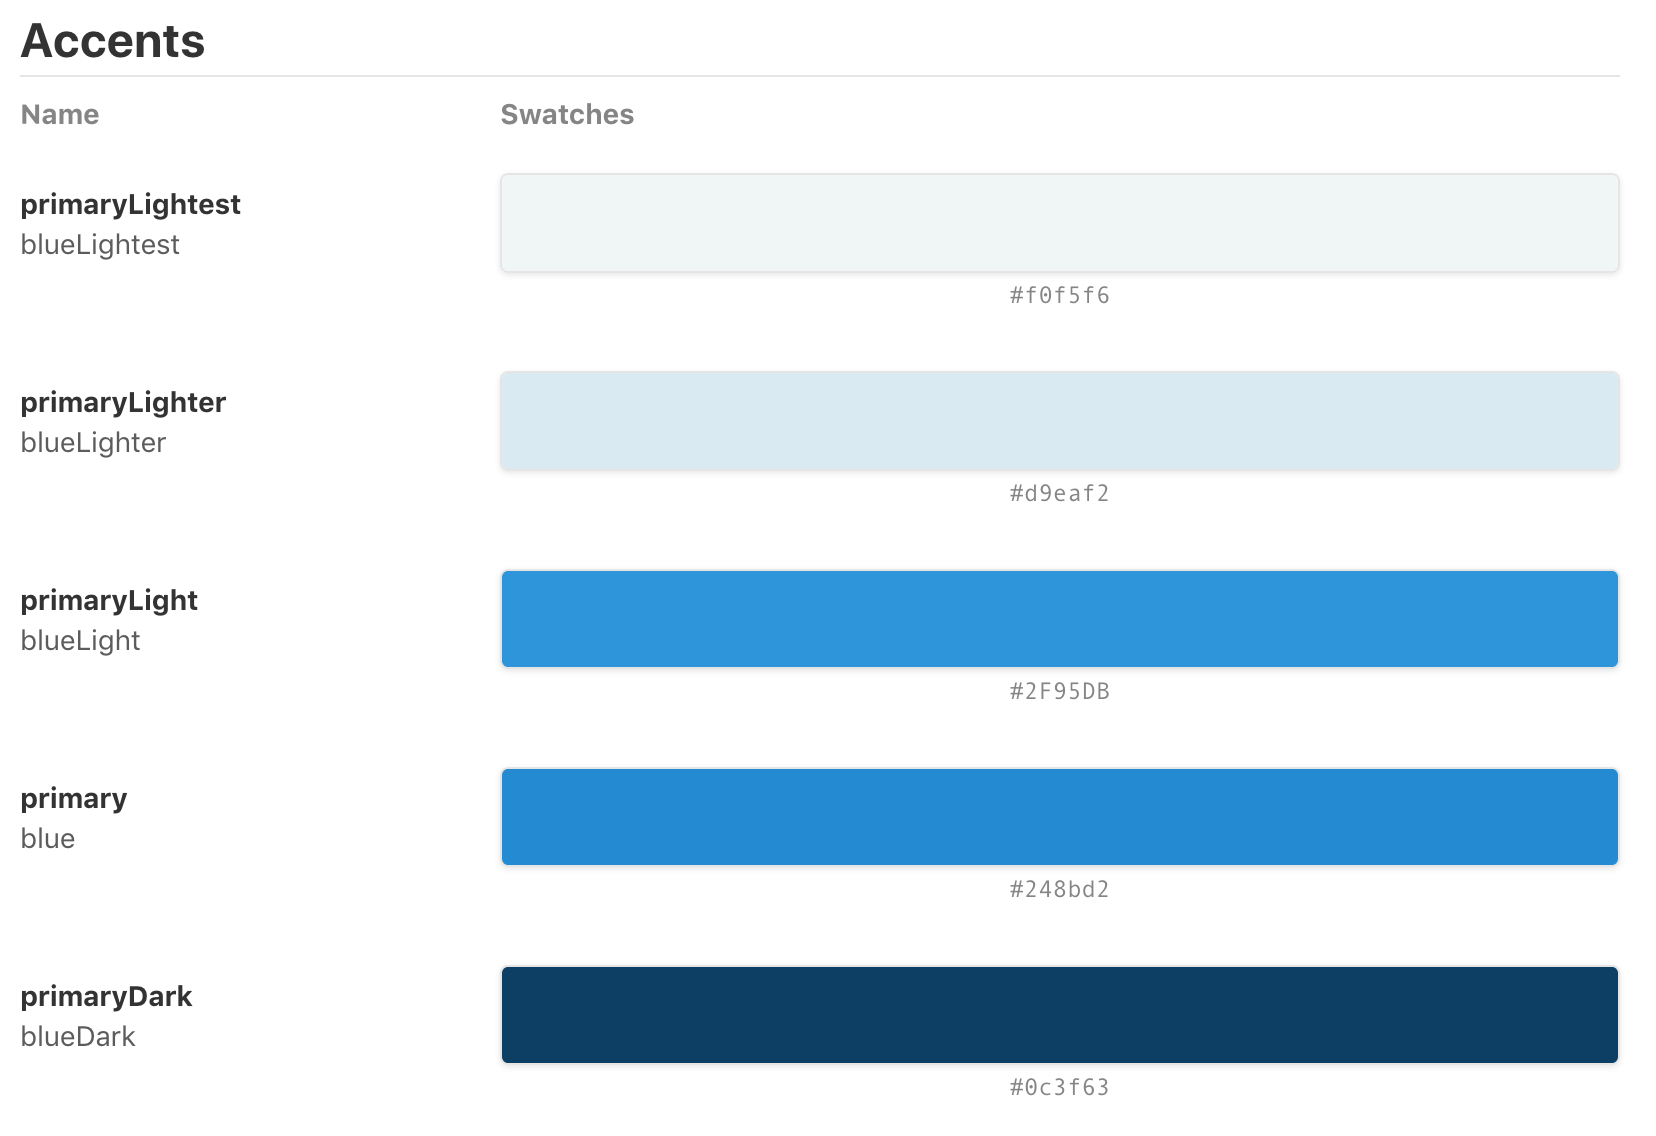 Accents
Name Swatches
primaryLightest
blueLightest
#f0f5f6
primaryLighter
blueLighter
#d9eaf2
primaryLight
blueLight
#2F95DB
primary
blue
#248bd2
primaryDark
blueDark
#0c3f63